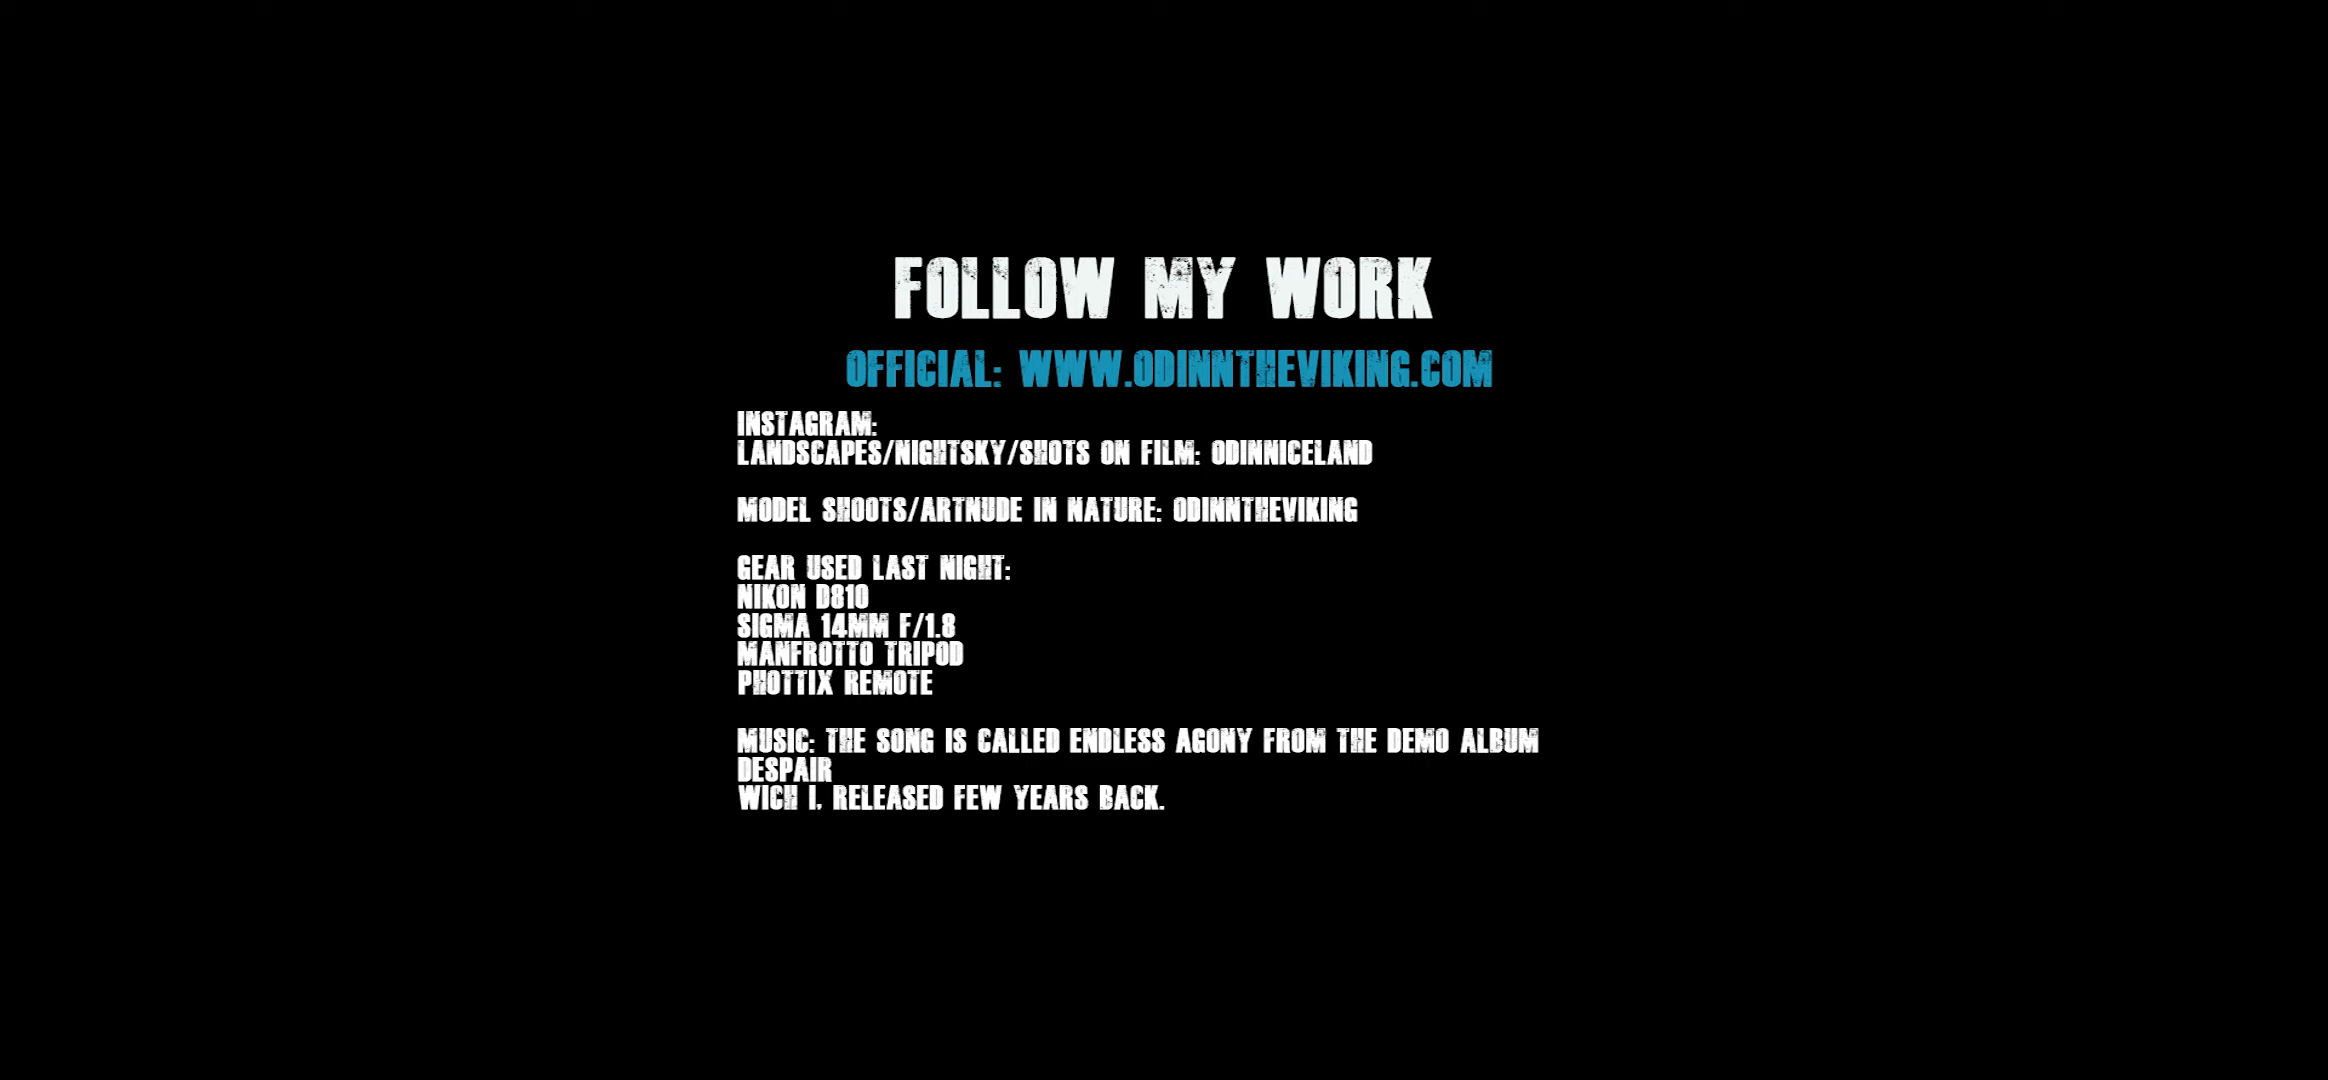 FOLLOW MY WORK
OFFICIAL: WWW.ODINNTHEVIKING.COM
INSTAGRAM:
LANDSCAPES/NIGHTSKY/SHOTS ON FILM: ODINNICELAND
MODEL SHOOTS/ARTNUDE IN NATURE: ODINNTHEVIKING
GEAR USED LAST NIGHT:
NIKON D810
SIGMA 14MM F/1.8
MANFROTTO TRIPOD
PHOTTIX REMOTE
MUSIC: THE SONG IS CALLED ENDLESS AGONY FROM THE DEMO ALBUM
DESPAIR
WICH I, RELEASED FEW YEARS BACK.